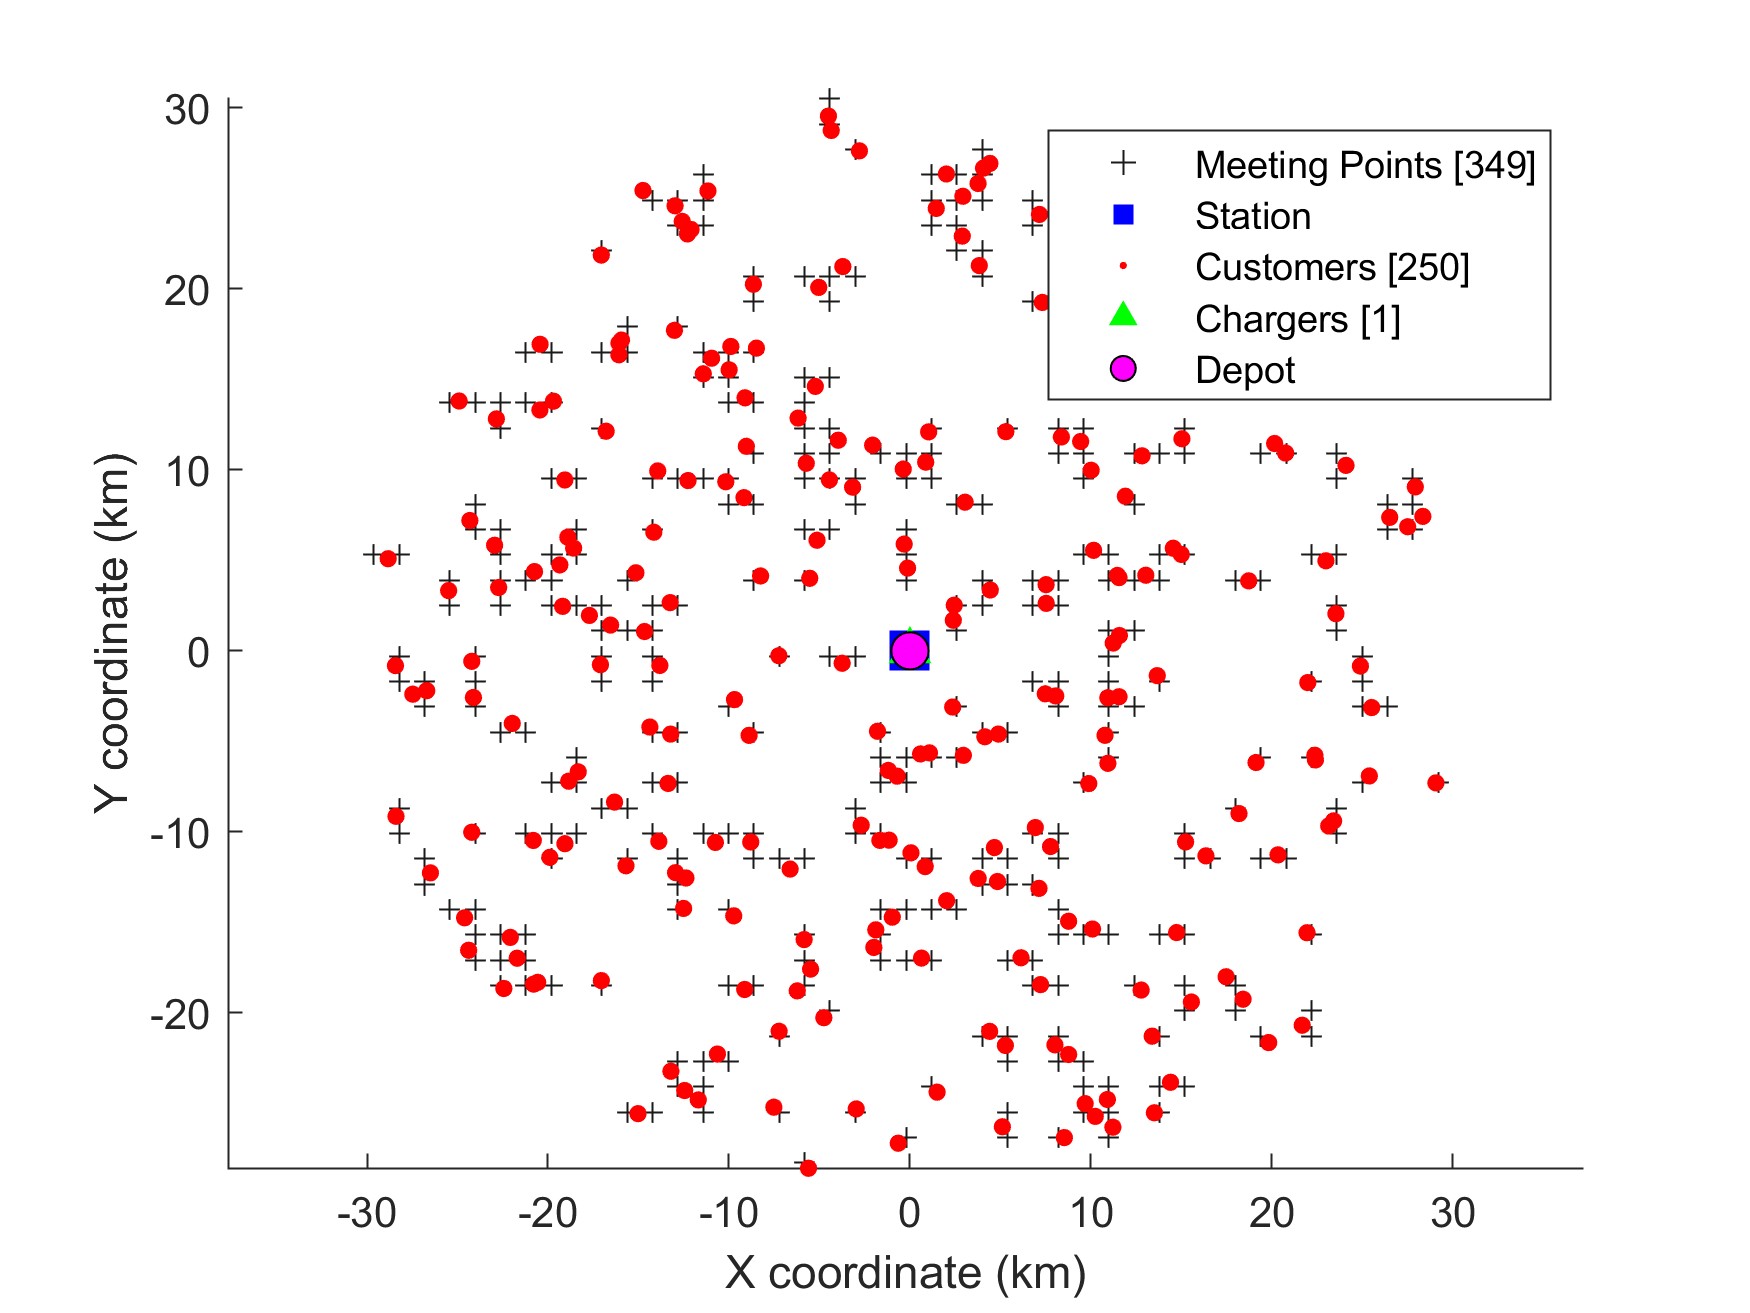 30
20
10
0
-10
-20
Y coordinate (km)
Meeting Points [349]
Station
Customers [250]
Chargers [1]
Depot
-30 -20 -10 0 10 20 30
X coordinate (km)